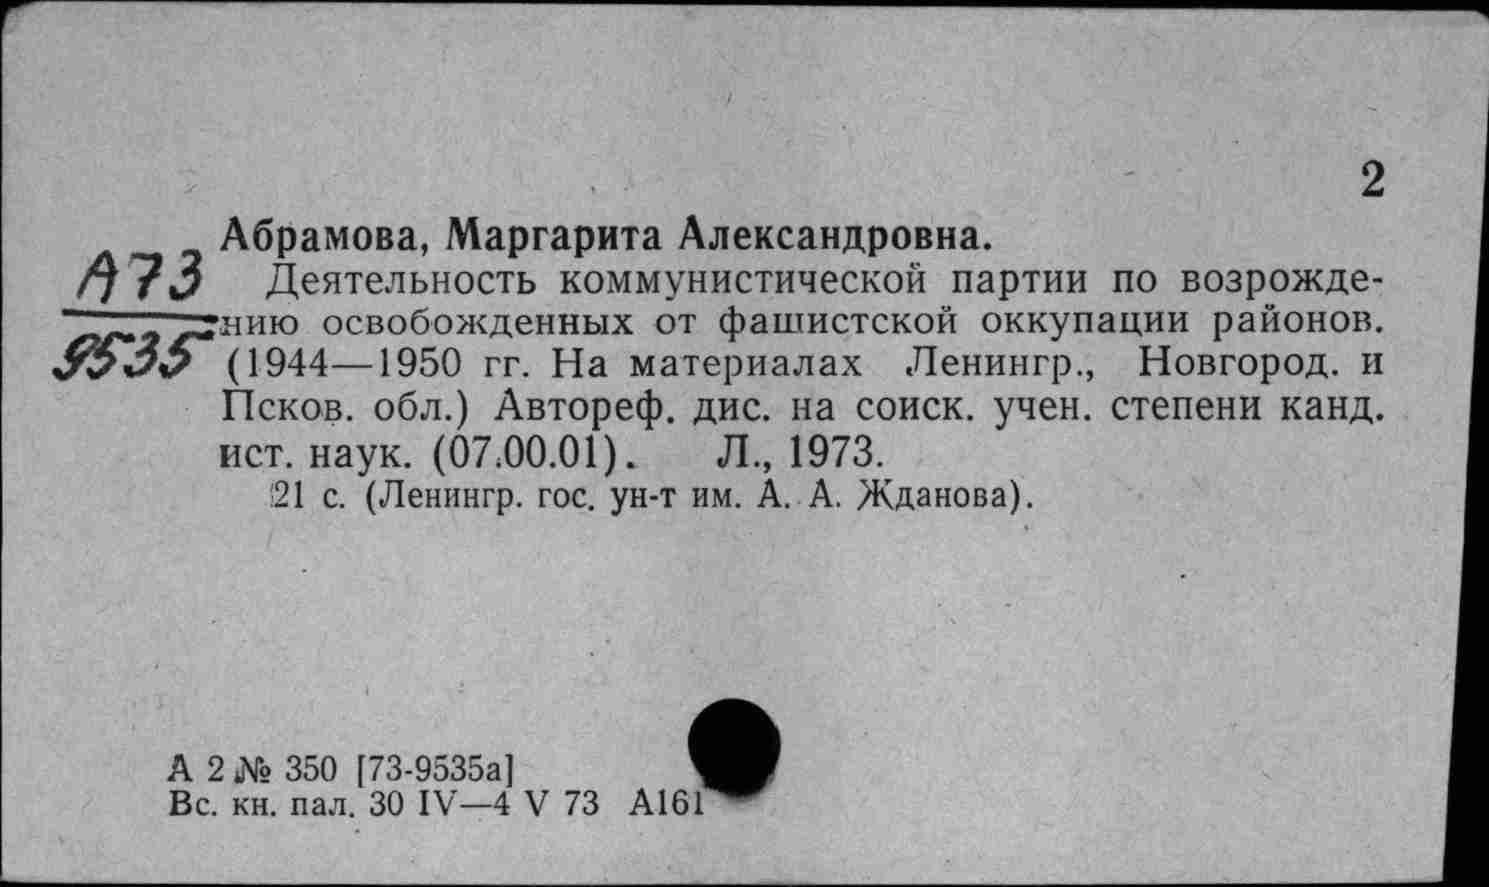 2
Абрамова, Маргарита Александровна.
А73
Деятельность коммунистической партии по возрожде-
нию освобожденных от фашистской оккупации районов.
9535
(1944—1950 гг. На материалах Ленингр., Новгород. и
Псков. обл.) Автореф. дис. на соиск. учен. степени канд.
ист. наук. (07.00.01). Л., 1973.
21 с. (Ленингр. гос. ун-т им. А. А. Жданова).
А 2 № 350 [73-9535а]
Вс. кн. пал. 30 IV—4 V 73 А161